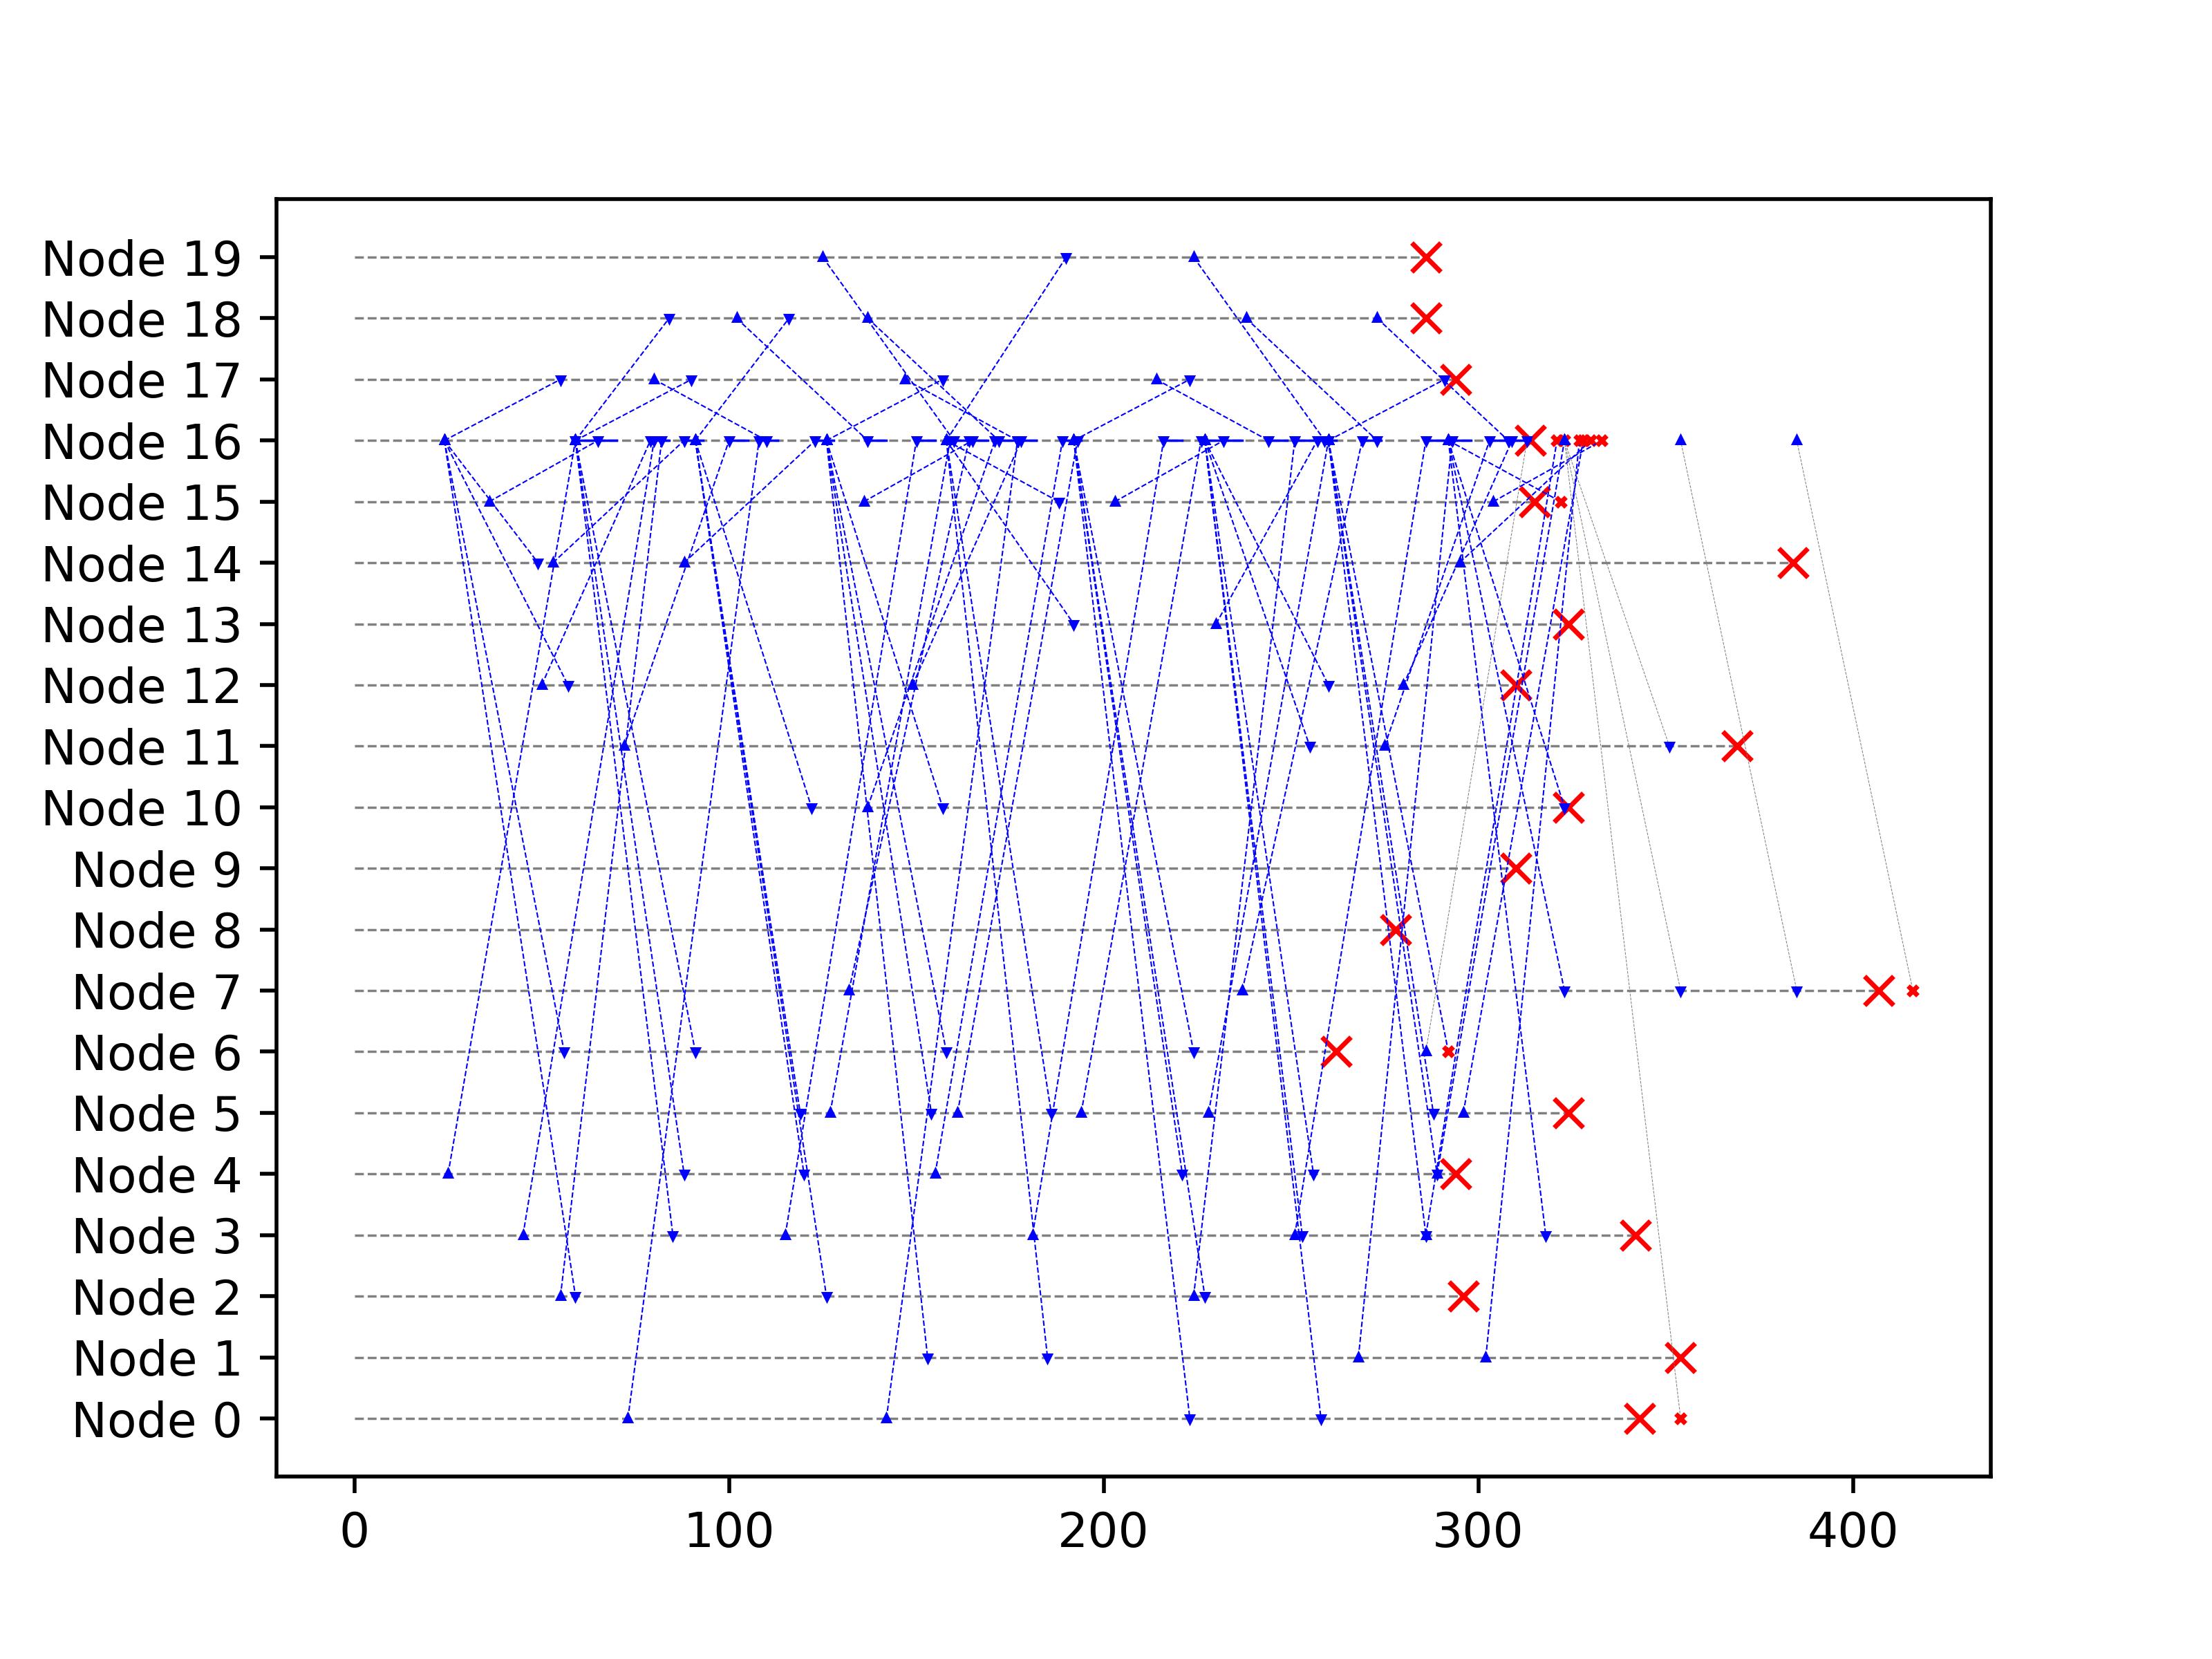 Node 19
Node 18
Node 17
Node 16
Node 15
Node 14
Node 13
Node 12
Node 11
Node 10
Node 9
Node 8
Node 7
Node 6
Node 5
Node 4
Node 3
Node 2
Node 1
Node 0
0 100 200 300 400